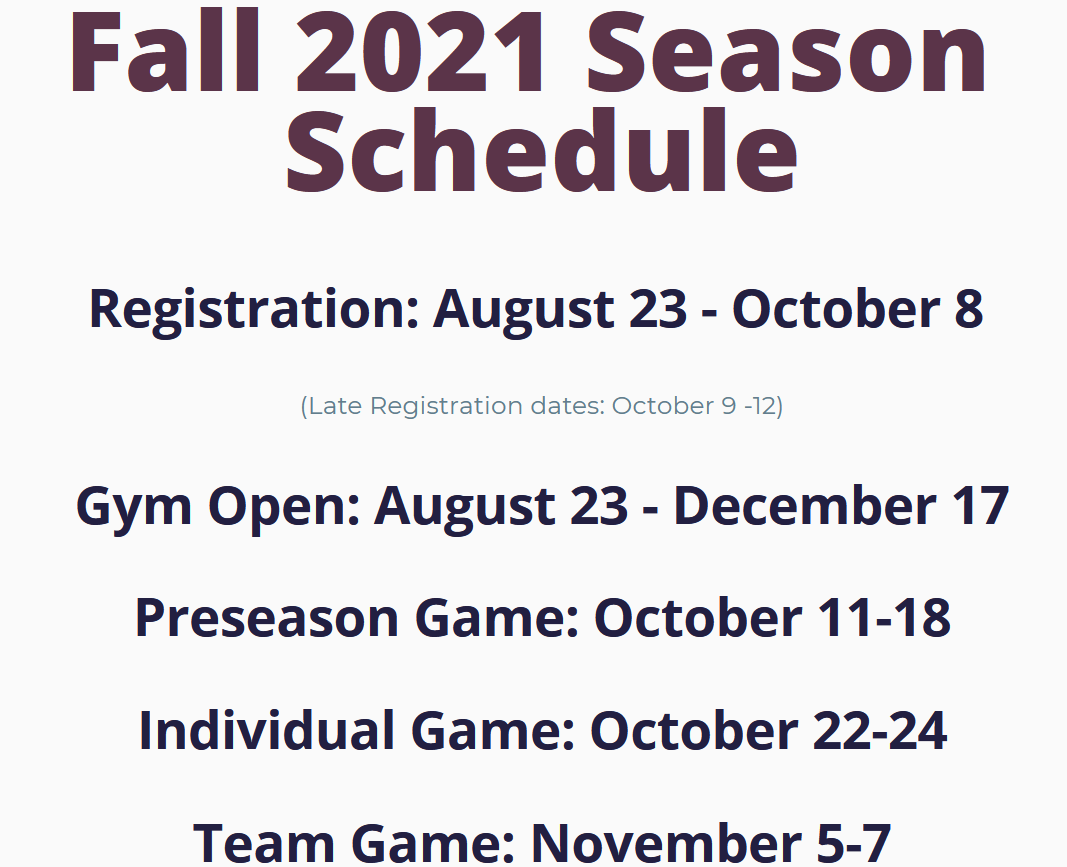 Fall 2021 Season
Schedule
Registration: August 23 - October 8
(Late Registration dates: October 9 -12)
Gym Open: August 23 - December 17
Preseason Game: October 11-18
Individual Game: October 22-24
Team Game: November 5-7